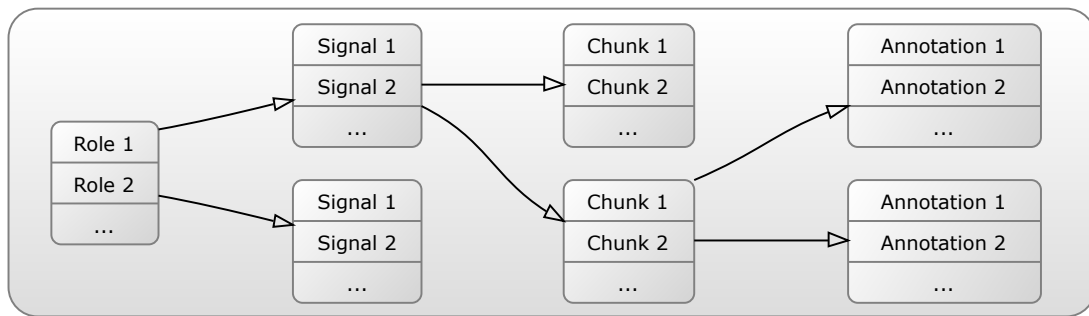 Role 1
Role 2
...
Signal 1
Signal 2
...
Signal 1
Signal 2
...
Chunk 1
Chunk 2
...
Chunk 1
Chunk 2
...
Annotation 1
Annotation 2
...
Annotation 1
Annotation 2
...